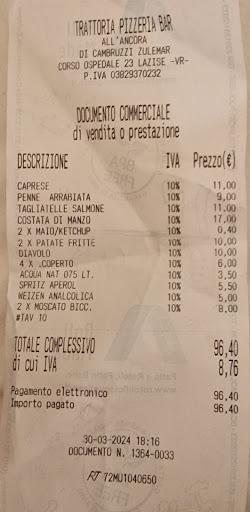 TRATTORIA PIZZERIA BAR
ALL'ANCORA
DI CAMBRUZZI ZULEMAR
CORSO OSPEDALE 23 LAZISE -VR-
P.IVA 03829370232
DOCUMENTO COMMERCIALE
di vendita o prestazione
DESCRIZIONE IVA Prezzo(€)
CAPRESE 10% 11,00
PENNE ARRABIATA 10% 9,00
TAGLIATELLE SALMONE 10% 11,00
COSTATA DI MANZO 10% 17,00
2 X MAIO/KETCHUP 10% 0,40
2 X PATATE FRITTE 10% 10,00
DIAVOLO 10% 10,00
4 X .COPERTO 10% 6,00
ACQUA NAT 075 LT. 10% 3,50
SPRITZ APEROL 10% 5,50
WEIZEN ANALCOLICA 10% 5,00
2 X MOSCATO BICC. 10% 8,00
#TAV 10
TOTALE COMPLESSIVO 96,40
di cui IVA 8,76
Pagamento elettronico 96,40
Importo pagato 96,40
30-03-2024 18:16
DOCUMENTO N. 1364-0033
RT 72MU1040650